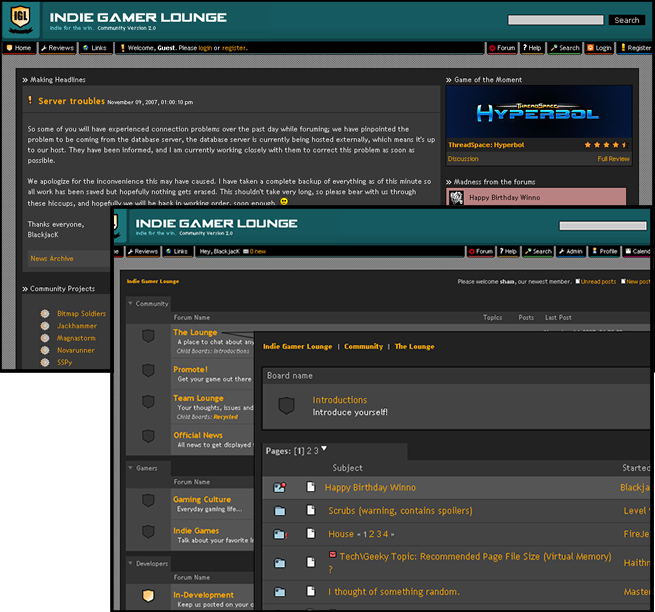 IGL
INDIE GAMER LOUNGE
indie for the win. Community Version 2.0
Search
Home Reviews Links Welcome, Guest. Please login or register. Forum Help Search Login Register
» Making Headlines
Server troubles November 09, 2007, 01:00:10 pm
So some of you will have experienced connection problems over the past day while foruming; we have pinpointed the
problem to be coming from the database server, the database server is currently being hosted externally, which means it's up
to our host. They have been informed, and I am currently working closely with them to correct this problem as soon as
possible.
We apologize for the inconvenience this may have caused. I have taken a complete backup of everything as of this minute so
all work has been saved but hopefully nothing gets erased. This shouldn't take very long, so please bear with us through
these hiccups, and hopefully we will be back in working order, soon enough.
Thanks everyone,
BlackjacK
News Archive
» Community Projects
Bitmap Soldiers
Jackhammer
Magnastorm
Novarunner
SSPy
» Game of the Moment
THREADSPACE:
HYPERBOL
ThreadSpace: Hyperbol
Discussion Full Review
» Madness from the forums
Happy Birthday Winno
INDIE GAMER LOUNGE
indie for the win. Community Version 2.0
Reviews Links Hey, BlackjacK 0 new Forum Help Search Admin Profile Calend
Indie Gamer Lounge Please welcome sham, our newest member. Unread posts New post
Community
Forum Name Topics Posts Last Post
The Lounge
A place to chat about any
Child Boards: Introductions
Promote!
Get your game out there
Team Lounge
Your thoughts, issues and
Child Boards: Recycled
Official News
All news to get displayed
Gamers
Forum Name
Gaming Culture
Everyday gaming life...
Indie Games
Talk about your favorite I
Developers
Forum Name
In-Development
Keep us posted on your c
Indie Gamer Lounge | Community | The Lounge
Board name
Introductions
Introduce yourself!
Pages: [1] 2 3
Subject Started
Happy Birthday Winno Blackja
Scrubs (warning, contains spoilers) Level
House « 1 2 3 4 » FireJe
Tech\Geeky Topic: Recommended Page File Size (Virtual Memory)
? Haithn
I thought of something random. Master